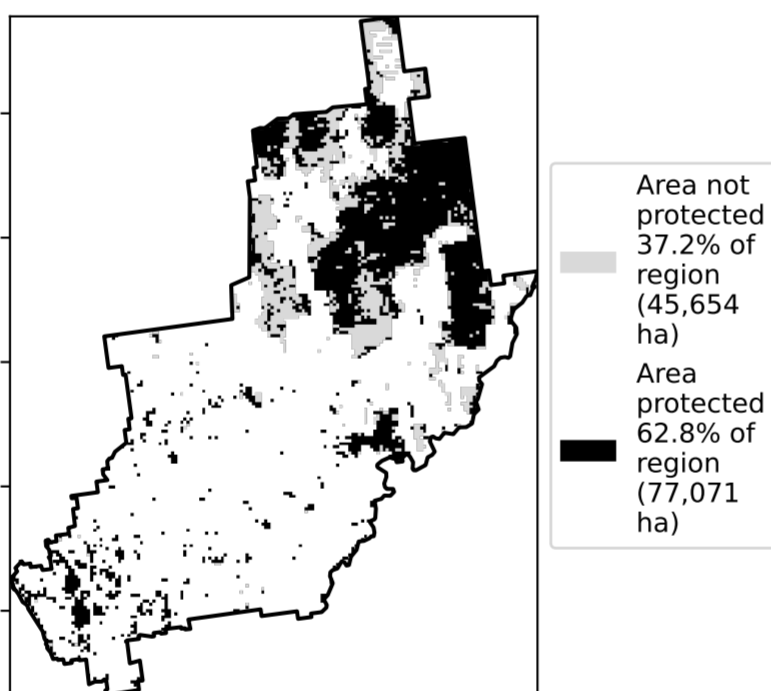 Area not
protected
37.2% of
region
(45,654
ha)
Area
protected
62.8% of
region
(77,071
ha)